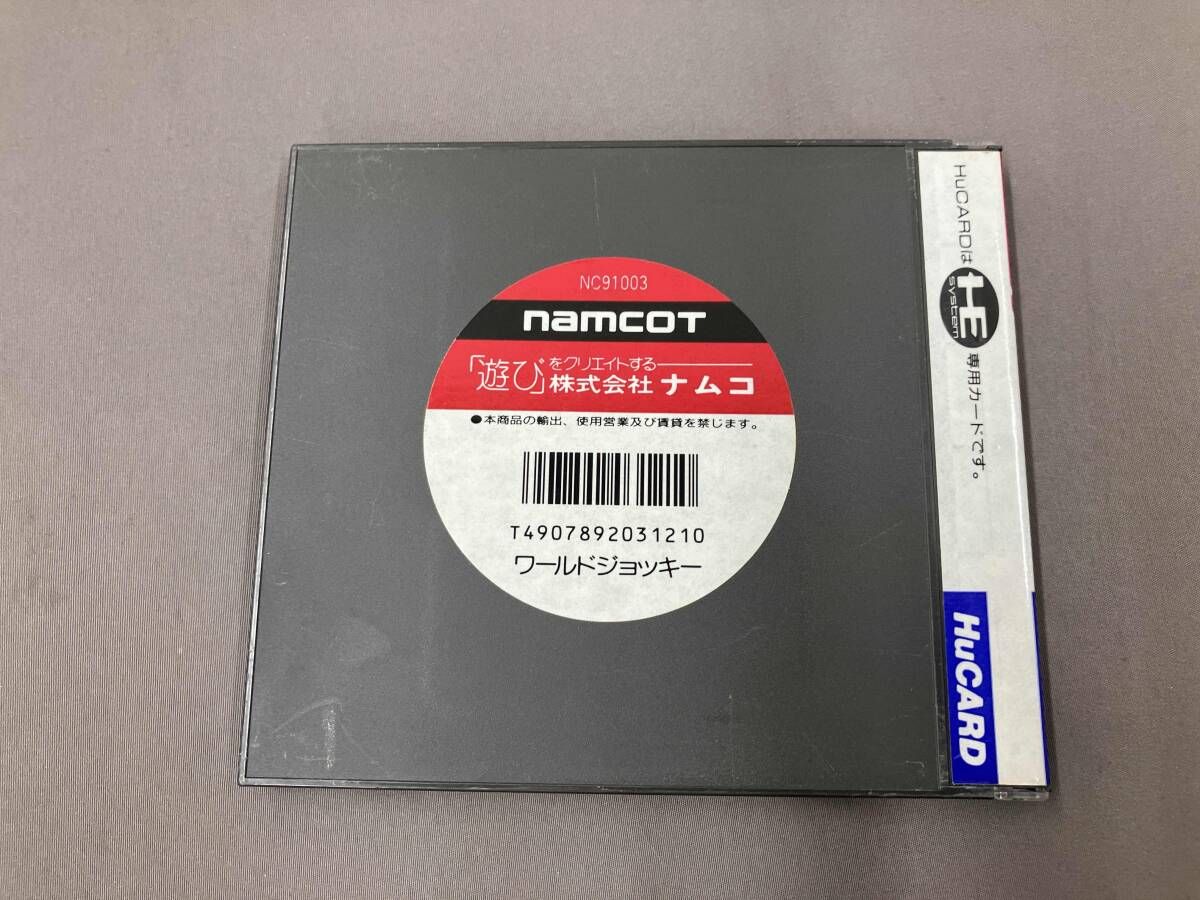 NC91003
namcoT
「遊び」をクリエイトする
株式会社 ナムコ
●本商品の輸出、使用営業及び賃貸を禁じます。
T4907892031210
ワールドジョッキー
HuCARDは HE system 専用カードです。
HuCARD